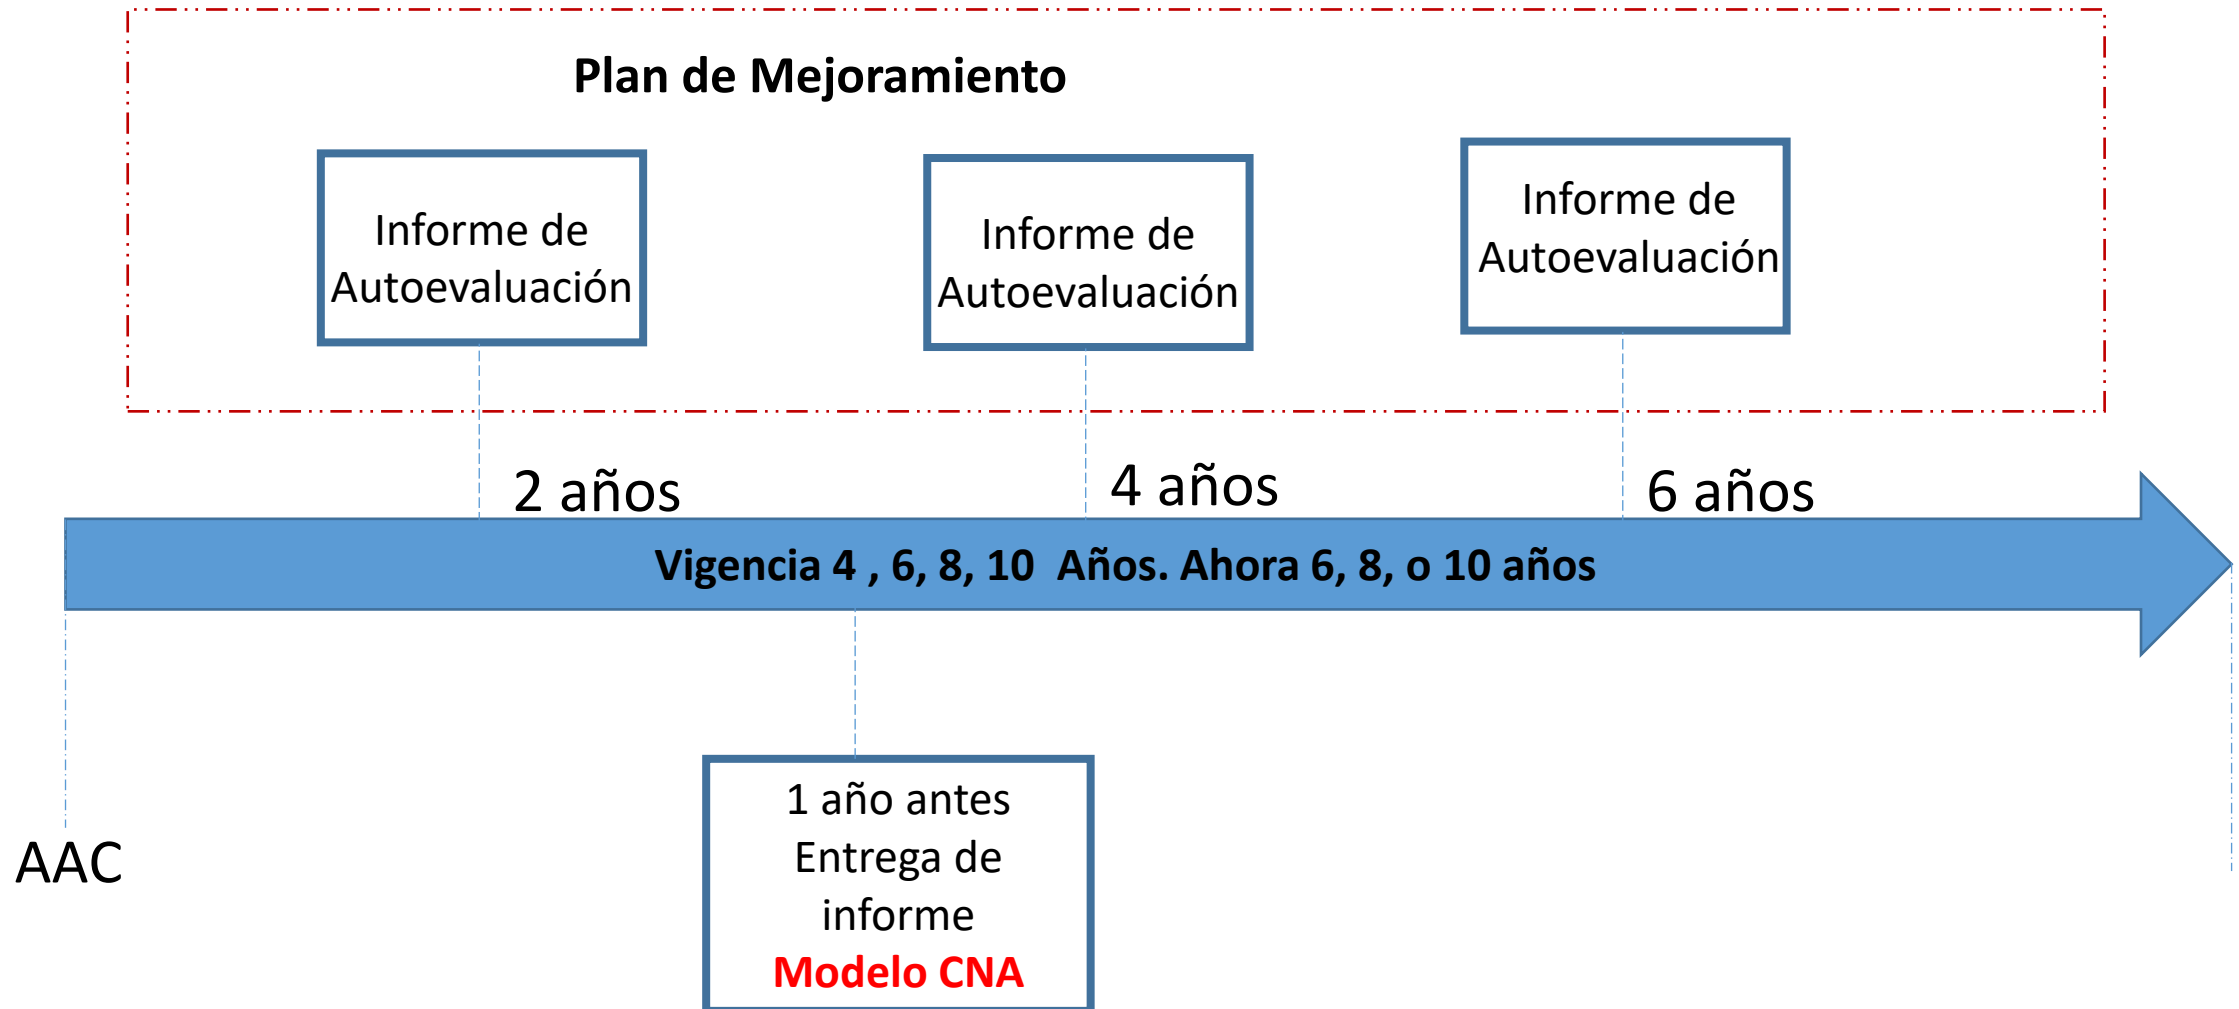 Plan de Mejoramiento
Informe de
Autoevaluación
Informe de
Autoevaluación
Informe de
Autoevaluación
2 años
4 años
6 años
Vigencia 4 , 6, 8, 10 Años. Ahora 6, 8, o 10 años
AAC
1 año antes
Entrega de
informe
Modelo CNA